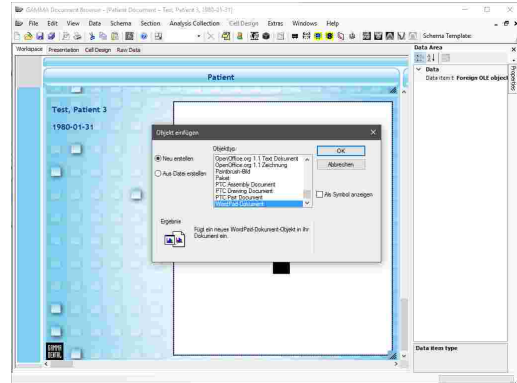 GAMMA Document Browser - [Patient Document - Test, Patient 3, 1980-01-31]
File Edit View Data Schema Section Analysis Collection Cell Design Extras Windows Help
Schema Template:
Workspace Presentation Cell Design Raw Data
Data Area
Patient
Data
Data item 1 Foreign OLE object
Properties
Test, Patient 3
1980-01-31
Objekt einfügen
Objekttyp:
Neu erstellen
Aus Datei erstellen
OpenOffice.org 1.1 Text Dokument
OpenOffice.org 1.1 Zeichnung
Paintbrush-Bild
Paket
PTC Assembly Document
PTC Drawing Document
PTC Part Document
WordPad-Dokument
OK
Abbrechen
Als Symbol anzeigen
Ergebnis
Fügt ein neues WordPad-Dokument-Objekt in Ihr
Dokument ein.
GAMMA
DENTAL
Data item type